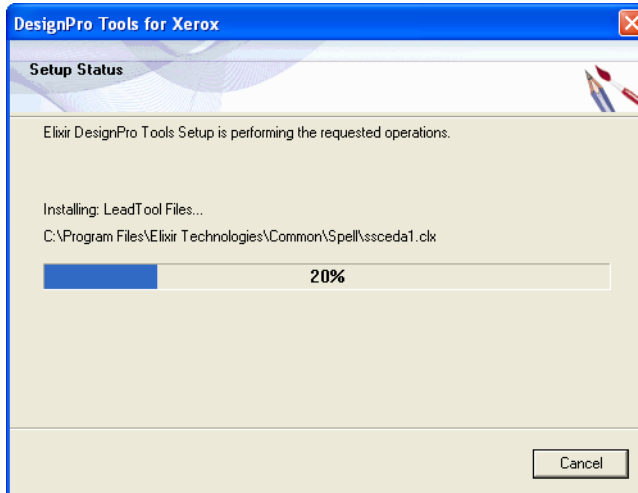 DesignPro Tools for Xerox
Setup Status
Elixir DesignPro Tools Setup is performing the requested operations.
Installing: LeadTool Files...
C:\Program Files\Elixir Technologies\Common\Spell\ssceda1.clx
20%
Cancel